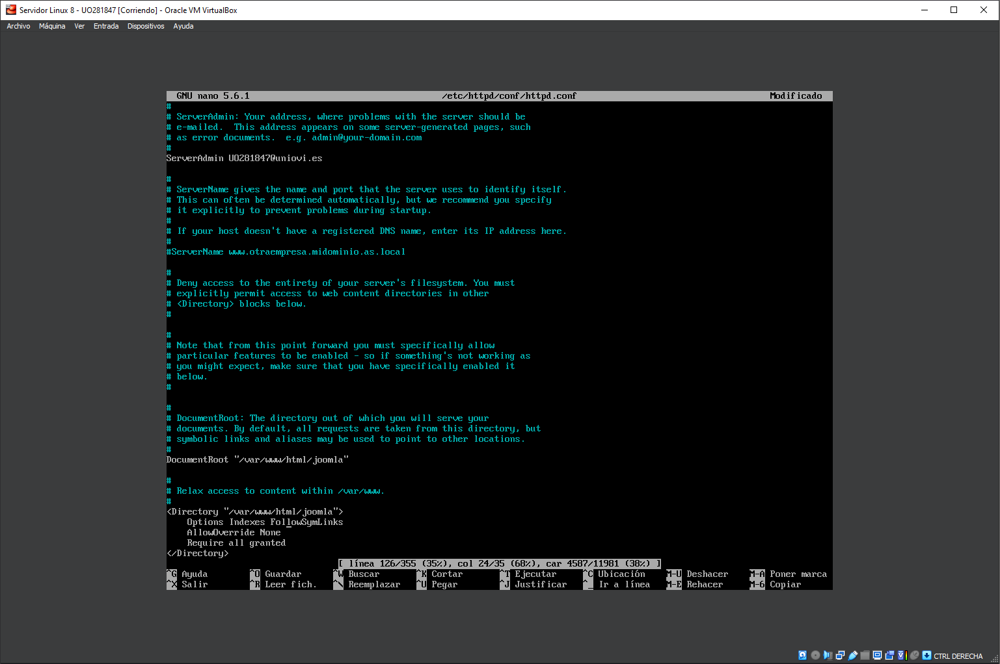 Servidor Linux 8 - UO281847 [Corriendo] - Oracle VM VirtualBox
Archivo Máquina Ver Entrada Dispositivos Ayuda
GNU nano 5.6.1 /etc/httpd/conf/httpd.conf Modificado
#
# ServerAdmin: Your address, where problems with the server should be
# e-mailed.  This address appears on some server-generated pages, such
# as error documents.  e.g. admin@your-domain.com
#
ServerAdmin UO281847@uniovi.es
#
# ServerName gives the name and port that the server uses to identify itself.
# This can often be determined automatically, but we recommend you specify
# it explicitly to prevent problems during startup.
#
# If your host doesn't have a registered DNS name, enter its IP address here.
#
#ServerName www.otraempresa.midominio.as.local
#
# Deny access to the entirety of your server's filesystem. You must
# explicitly permit access to web content directories in other
# <Directory> blocks below.
#
#
# Note that from this point forward you must specifically allow
# particular features to be enabled - so if something's not working as
# you might expect, make sure that you have specifically enabled it
# below.
#
#
# DocumentRoot: The directory out of which you will serve your
# documents. By default, all requests are taken from this directory, but
# symbolic links and aliases may be used to point to other locations.
#
DocumentRoot "/var/www/html/joomla"
#
# Relax access to content within /var/www.
#
<Directory "/var/www/html/joomla">
    Options Indexes FollowSymLinks
    AllowOverride None
    Require all granted
</Directory>
[ línea 126/355 (35%), col 24/35 (68%), car 4587/11981 (38%) ]
^G Ayuda ^O Guardar ^W Buscar ^K Cortar ^T Ejecutar ^C Ubicación M-U Deshacer M-A Poner marca
^X Salir ^R Leer fich. ^\ Reemplazar ^U Pegar ^J Justificar ^_ Ir a línea M-E Rehacer M-6 Copiar
CTRL DERECHA